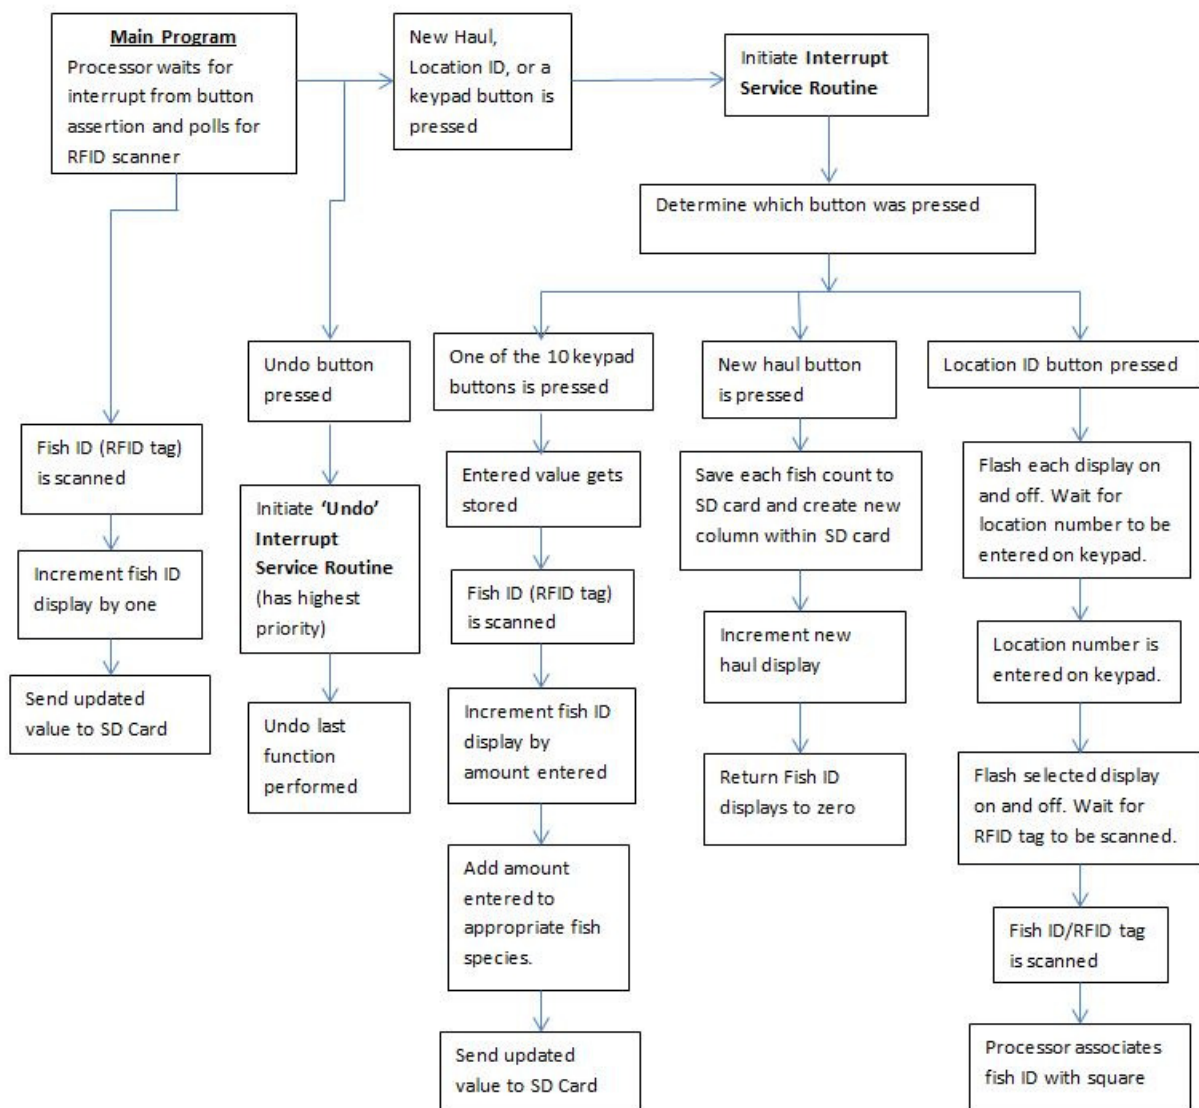 Main Program
Processor waits for
interrupt from button
assertion and polls for
RFID scanner
New Haul,
Location ID, or a
keypad button is
pressed
Initiate Interrupt
Service Routine
Determine which button was pressed
Fish ID (RFID tag)
is scanned
Increment fish ID
display by one
Send updated
value to SD Card
Undo button
pressed
Initiate ‘Undo’
Interrupt
Service Routine
(has highest
priority)
Undo last
function
performed
One of the 10 keypad
buttons is pressed
Entered value gets
stored
Fish ID (RFID tag)
is scanned
Increment fish ID
display by
amount entered
Add amount
entered to
appropriate fish
species.
Send updated
value to SD Card
New haul button
is pressed
Save each fish count to
SD card and create new
column within SD card
Increment new
haul display
Return Fish ID
displays to zero
Location ID button pressed
Flash each display on
and off. Wait for
location number to be
entered on keypad.
Location number is
entered on keypad.
Flash selected display
on and off. Wait for
RFID tag to be scanned.
Fish ID/RFID tag
is scanned
Processor associates
fish ID with square